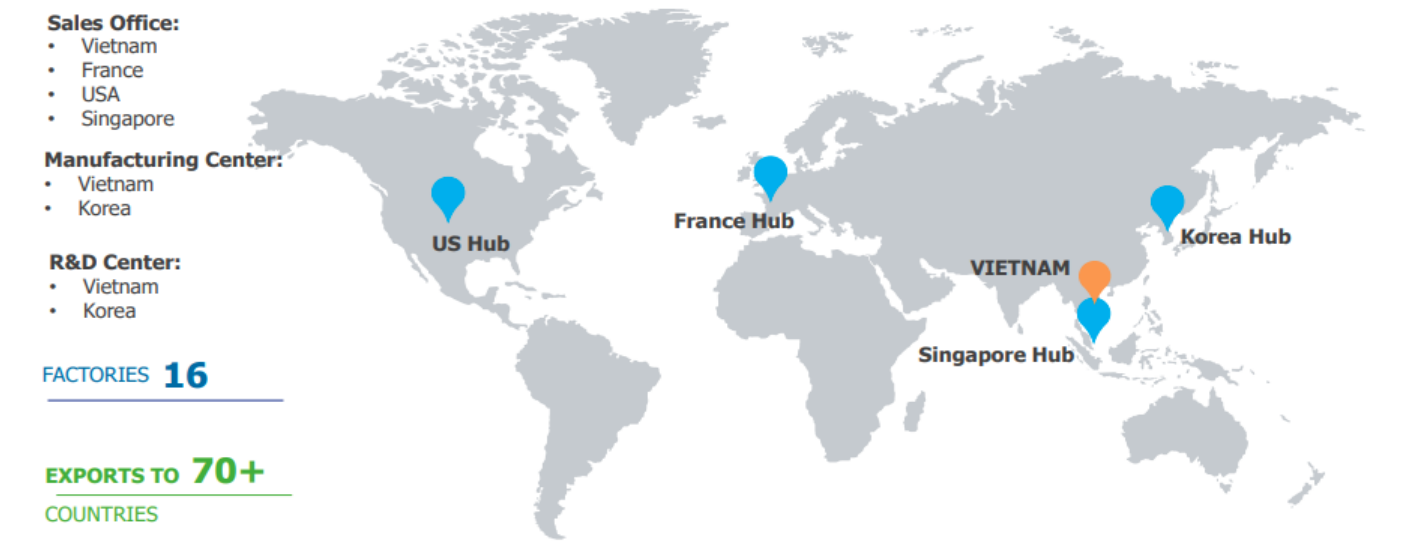 Sales Office:
• Vietnam
• France
• USA
• Singapore
Manufacturing Center:
• Vietnam
• Korea
R&D Center:
• Vietnam
• Korea
FACTORIES 16
EXPORTS TO 70+
COUNTRIES
US Hub
France Hub
Korea Hub
VIETNAM
Singapore Hub